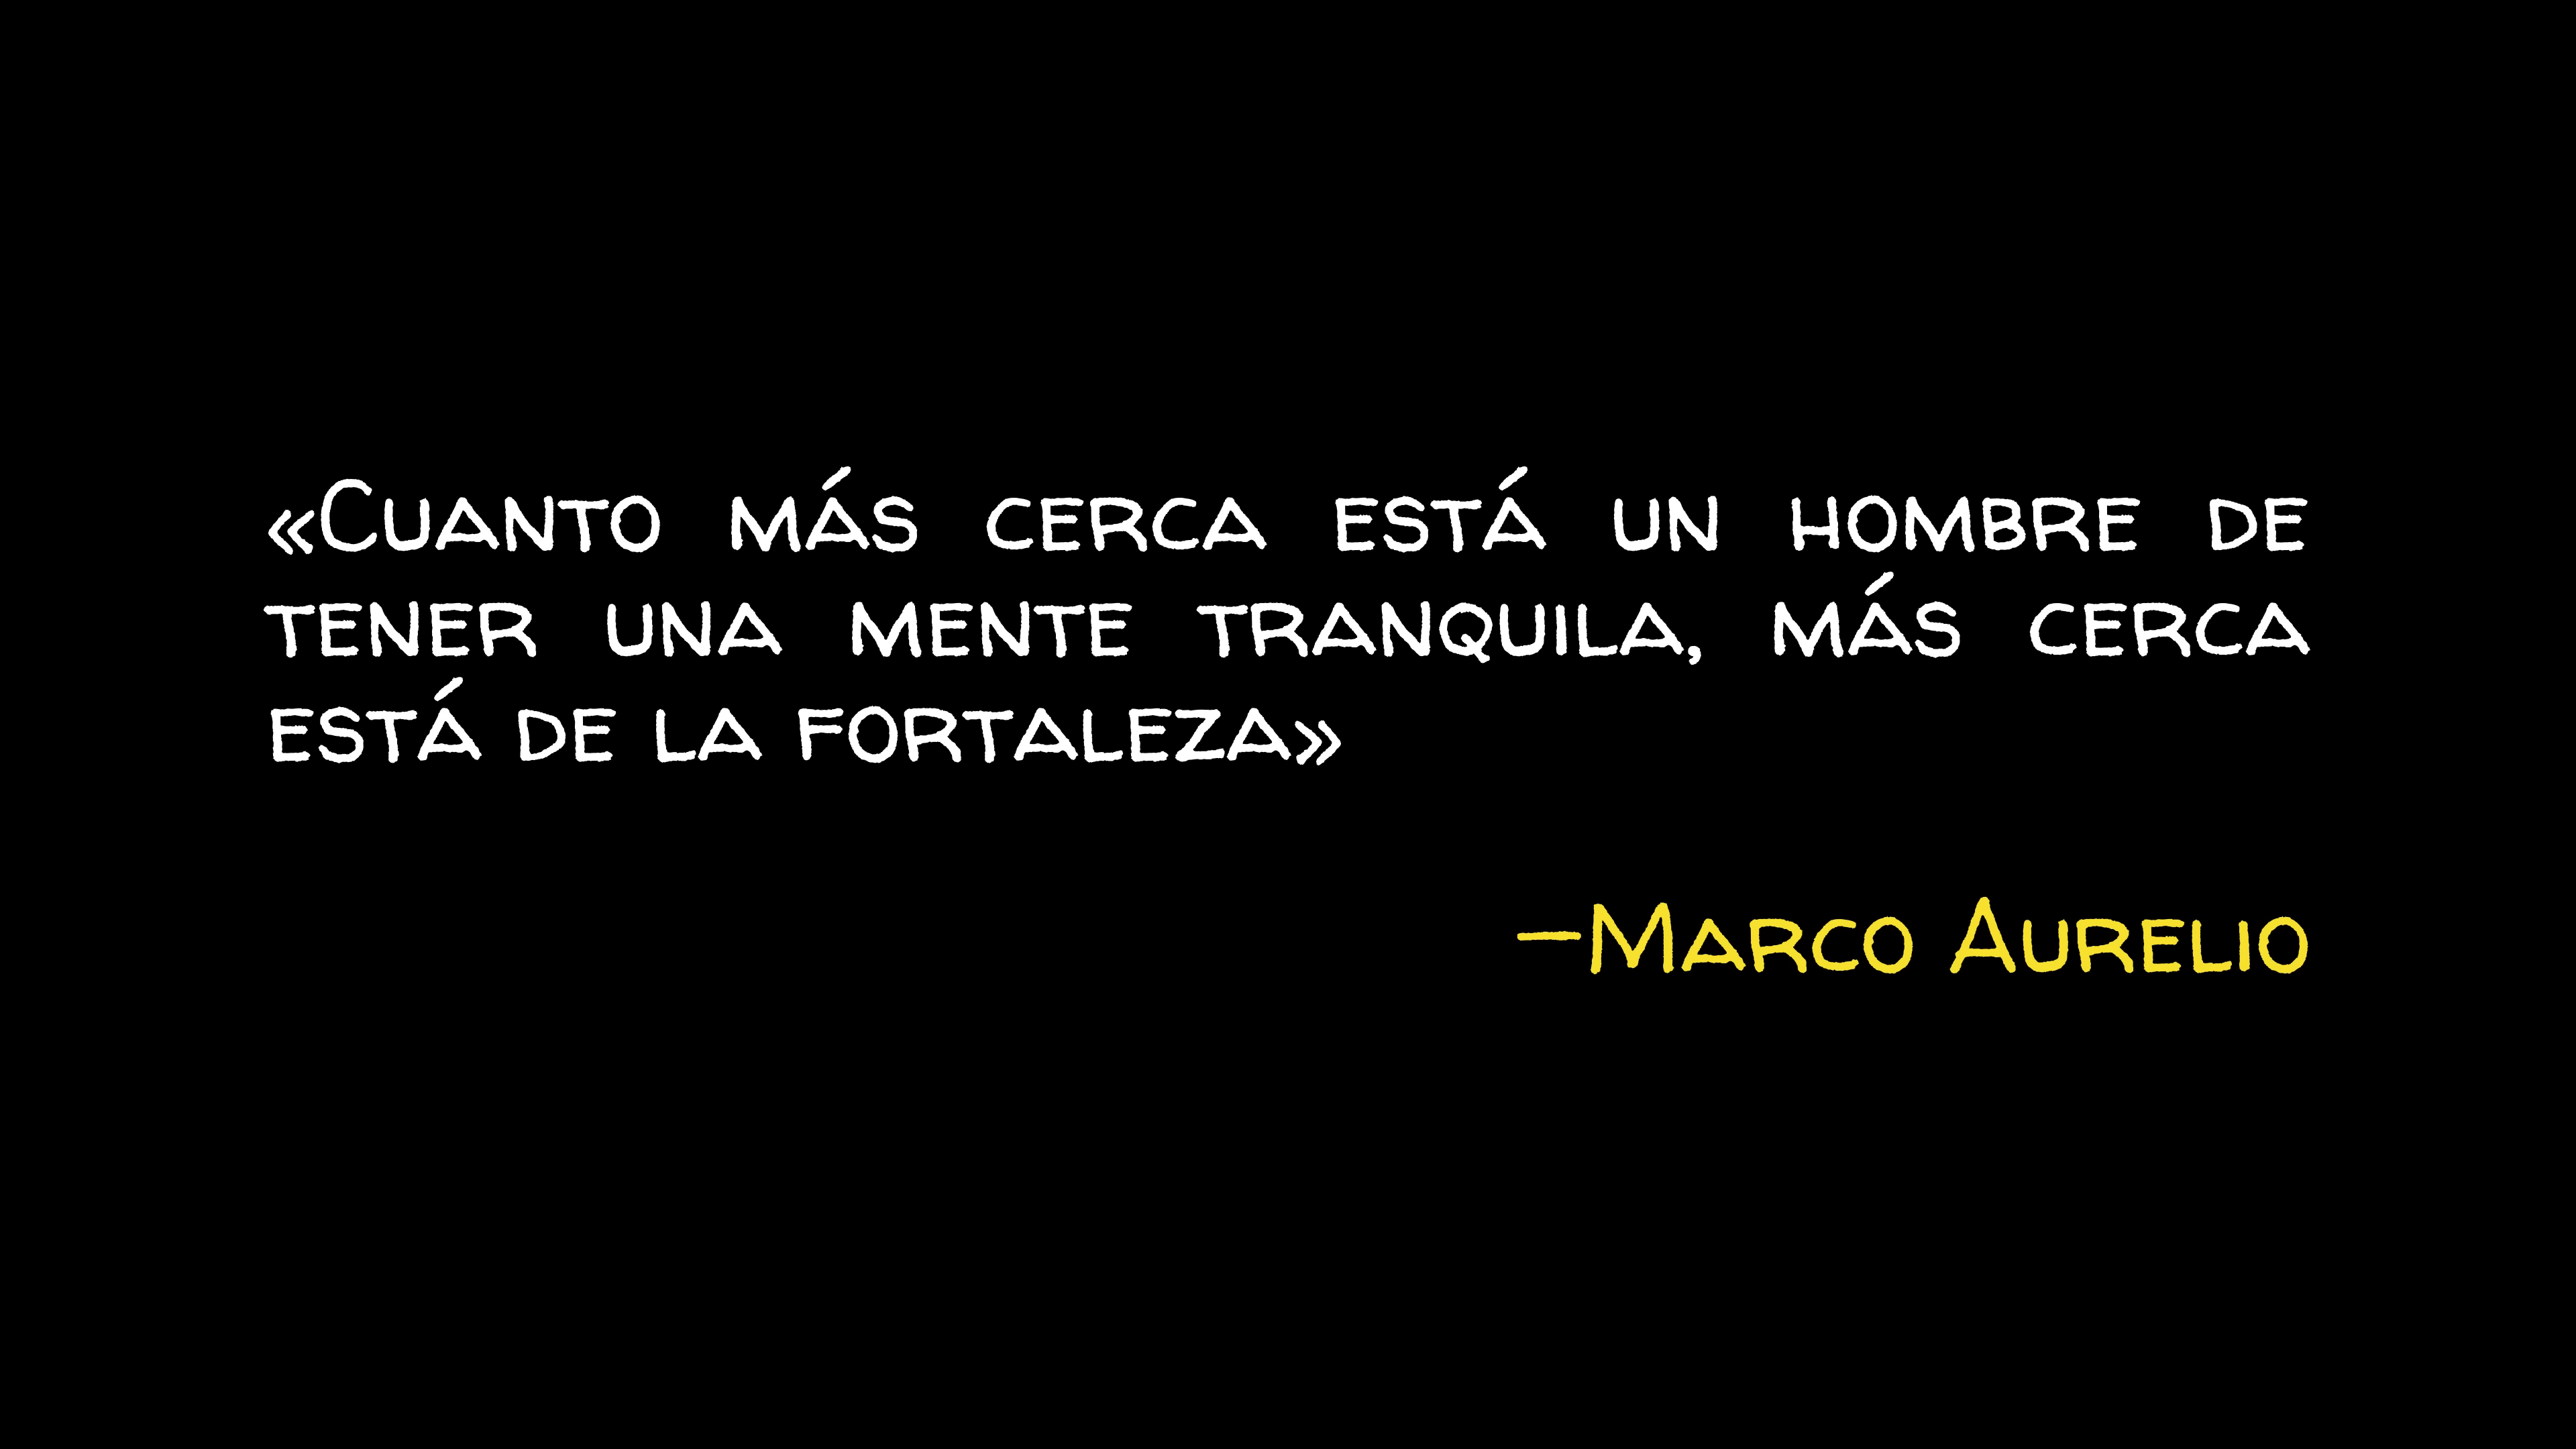 «Cuanto más cerca está un hombre de
tener una mente tranquila, más cerca
está de la fortaleza»
—Marco Aurelio